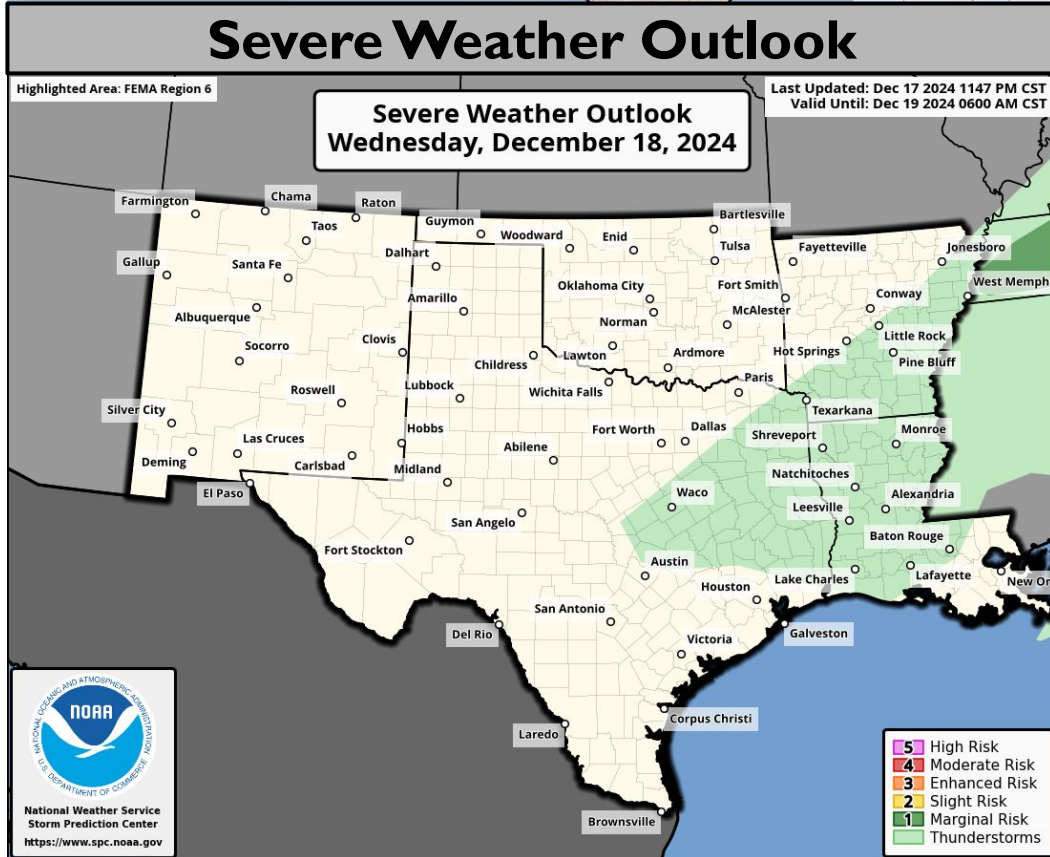 Severe Weather Outlook
Highlighted Area: FEMA Region 6
Last Updated: Dec 17 2024 1147 PM CST
Valid Until: Dec 19 2024 0600 AM CST
Severe Weather Outlook
Wednesday, December 18, 2024
Farmington
Chama
Raton
Taos
Guymon
Woodward
Enid
Bartlesville
Tulsa
Fayetteville
Jonesboro
Gallup
Santa Fe
Dalhart
Oklahoma City
Fort Smith
West Memph
Albuquerque
Amarillo
Norman
McAlester
Conway
Little Rock
Socorro
Clovis
Childress
Lawton
Ardmore
Hot Springs
Pine Bluff
Roswell
Lubbock
Wichita Falls
Paris
Silver City
Texarkana
Las Cruces
Hobbs
Abilene
Fort Worth
Dallas
Shreveport
Monroe
Deming
Carlsbad
Midland
Natchitoches
El Paso
Waco
Alexandria
San Angelo
Leesville
Fort Stockton
Baton Rouge
Austin
Houston
Lake Charles
Lafayette
New Or
San Antonio
Del Rio
Galveston
Victoria
Corpus Christi
Laredo
Brownsville
NATIONAL OCEANIC AND ATMOSPHERIC ADMINISTRATION
NOAA
U.S. DEPARTMENT OF COMMERCE
National Weather Service
Storm Prediction Center
https://www.spc.noaa.gov
5 High Risk
4 Moderate Risk
3 Enhanced Risk
2 Slight Risk
1 Marginal Risk
Thunderstorms